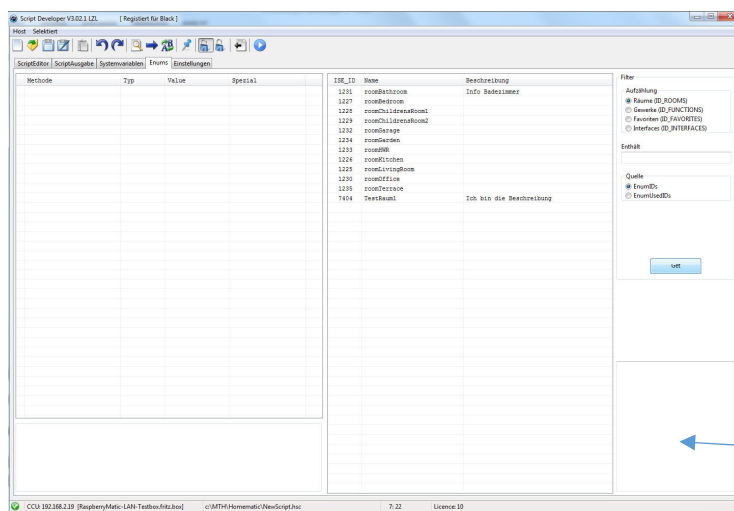 Script Developer V3.02.1 LZL [ Registiert für Black ]
Host Selektiert
ScriptEditor ScriptAusgabe Systemvariablen Enums Einstellungen
Methode Typ Value Spezial
ISE_ID Name Beschreibung
1231 roomBathroom Info Badezimmer
1227 roomBedroom
1228 roomChildrensRoom1
1229 roomChildrensRoom2
1232 roomGarage
1234 roomGarden
1233 roomHWR
1226 roomKitchen
1225 roomLivingRoom
1230 roomOffice
1235 roomTerrace
7404 TestRaum1 Ich bin die Beschreibung
Filter
Aufzählung
Räume (ID_ROOMS)
Gewerke (ID_FUNCTIONS)
Favoriten (ID_FAVORITES)
Interfaces (ID_INTERFACES)
Enthält
Quelle
EnumIDs
EnumUsedIDs
Get
CCU: 192.168.2.19 [RaspberryMatic-LAN-Testbox.fritz.box] c:\MTH\Homematic\NewScript.hsc 7: 22 Licence: 10